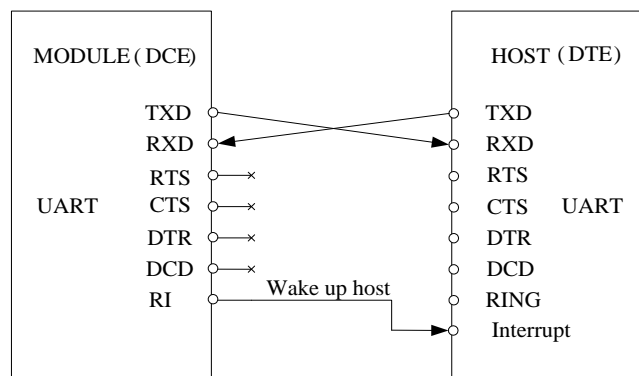 MODULE (DCE)
HOST (DTE)
TXD
TXD
RXD
RXD
RTS
RTS
UART
CTS
CTS
UART
DTR
DTR
DCD
DCD
Wake up host
RI
RING
Interrupt